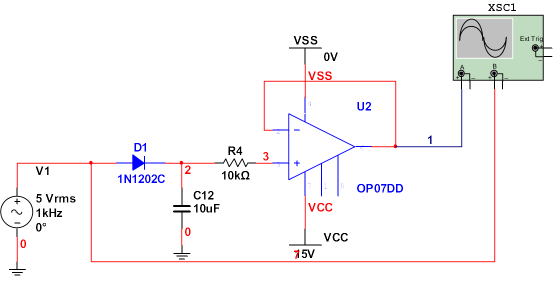 XSC1
Ext Trig
A
B
VSS
0V
VSS
U2
1
D1
R4
V1
1N1202C
2
3
10kΩ
OP07DD
5 Vrms
1kHz
0°
C12
10uF
VCC
0
0
VCC
15V